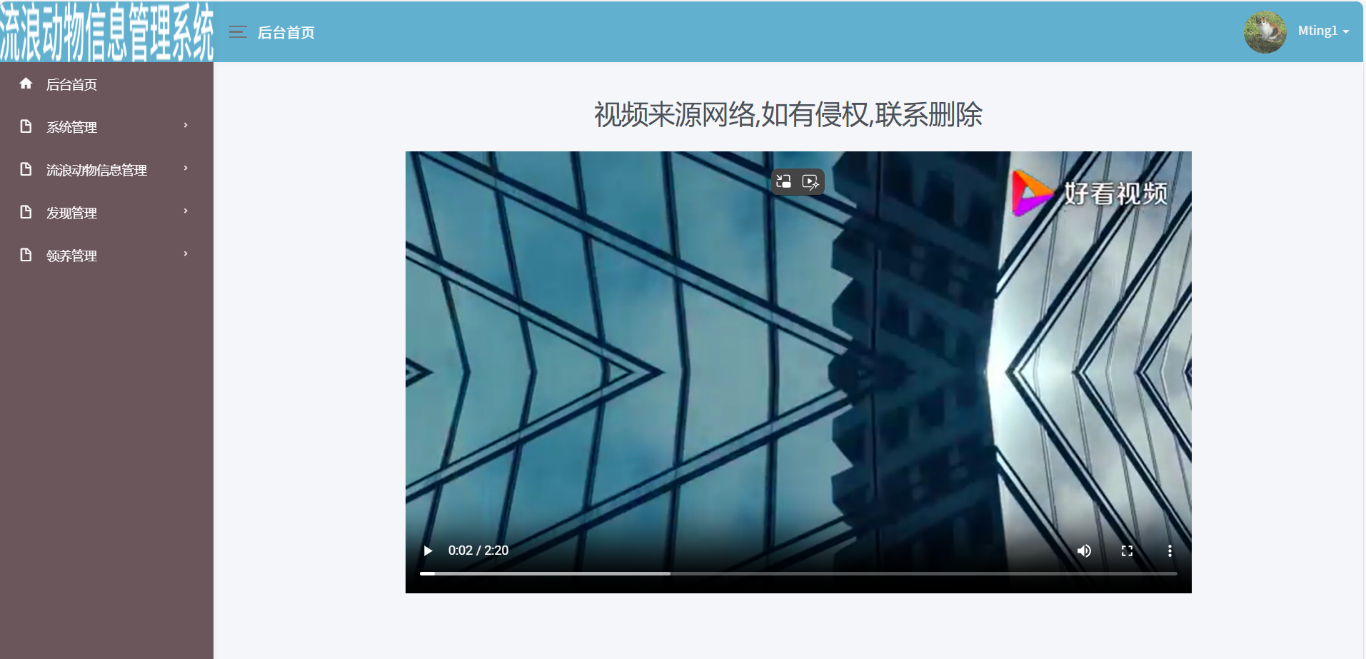 流浪动物信息管理系统
后台首页
Mting1
后台首页
系统管理
流浪动物信息管理
发现管理
领养管理
视频来源网络,如有侵权,联系删除
好看视频
0:02 / 2:20